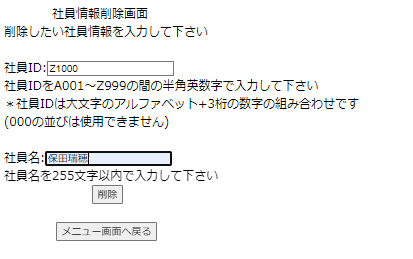 社員情報削除画面
削除したい社員情報を入力して下さい
社員ID:Z1000
社員IDをA001～Z999の間の半角英数字で入力して下さい
＊社員IDは大文字のアルファベット+3桁の数字の組み合わせです
(000の並びは使用できません)
社員名:保田瑞穂
社員名を255文字以内で入力して下さい
削除
メニュー画面へ戻る